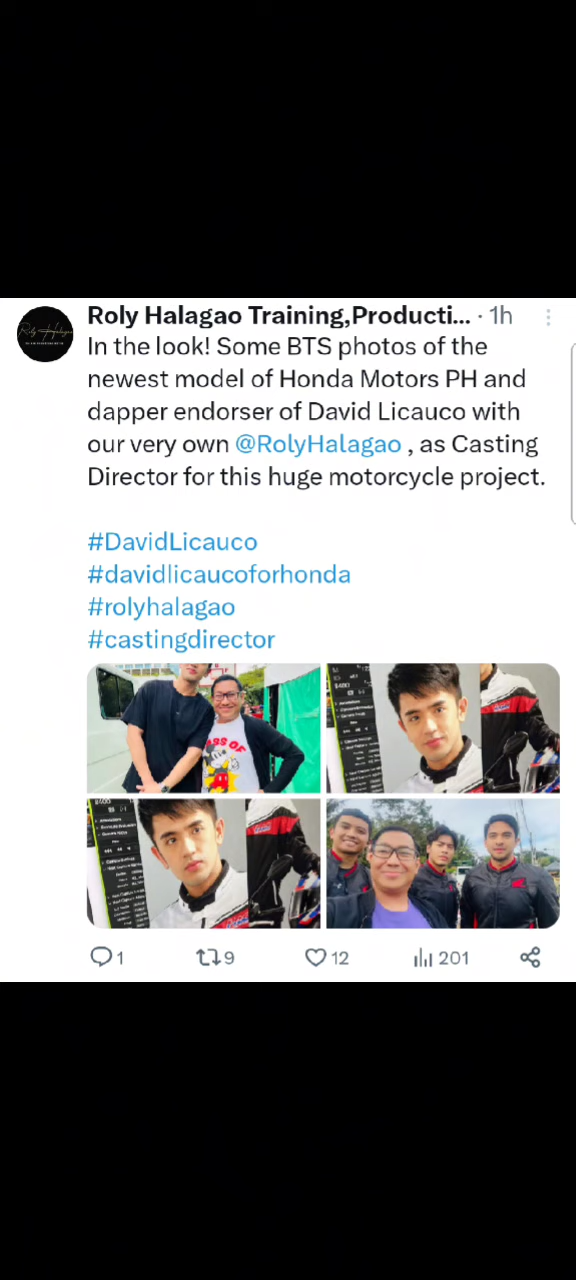 Roly Halagao Training,Producti... · 1h
In the look! Some BTS photos of the
newest model of Honda Motors PH and
dapper endorser of David Licauco with
our very own @RolyHalagao , as Casting
Director for this huge motorcycle project.
#DavidLicauco
#davidlicaucoforhonda
#rolyhalagao
#castingdirector
ASS OF
1
9
12
201